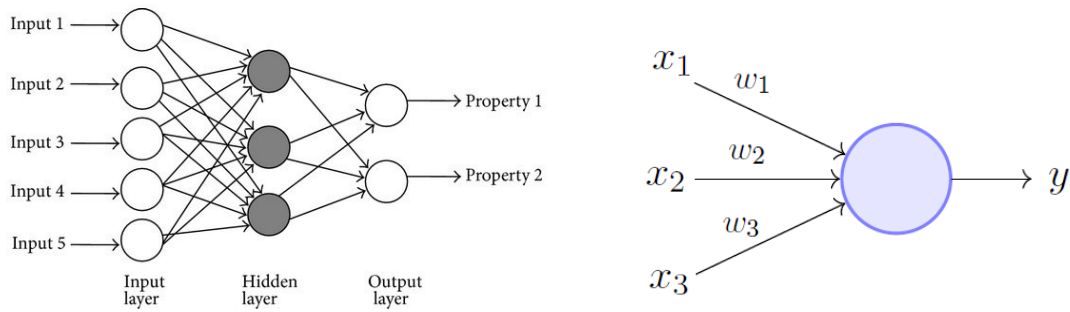 Input 1
Input 2
Input 3
Input 4
Input 5
Property 1
Property 2
Input
layer
Hidden
layer
Output
layer
x1
w1
x2
w2
x3
w3
y